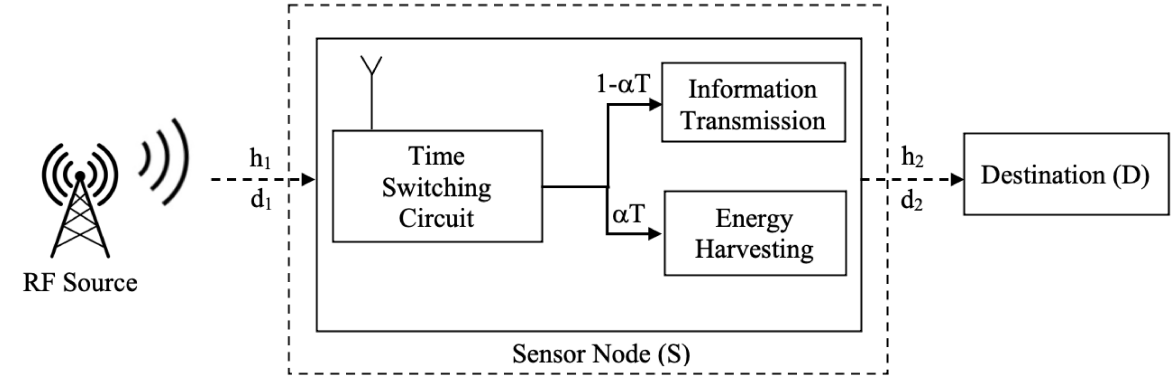 RF Source
h₁
d₁
Time
Switching
Circuit
1-αT
αT
Information
Transmission
Energy
Harvesting
Sensor Node (S)
h₂
d₂
Destination (D)